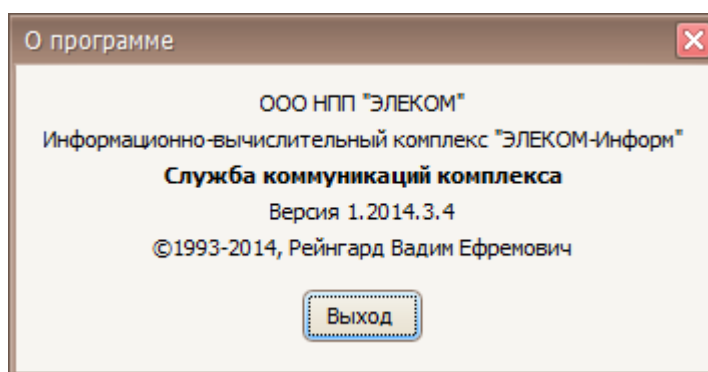 О программе
ООО НПП "ЭЛЕКОМ"
Информационно-вычислительный комплекс "ЭЛЕКОМ-Информ"
Служба коммуникаций комплекса
Версия 1.2014.3.4
©1993-2014, Рейнгард Вадим Ефремович
Выход